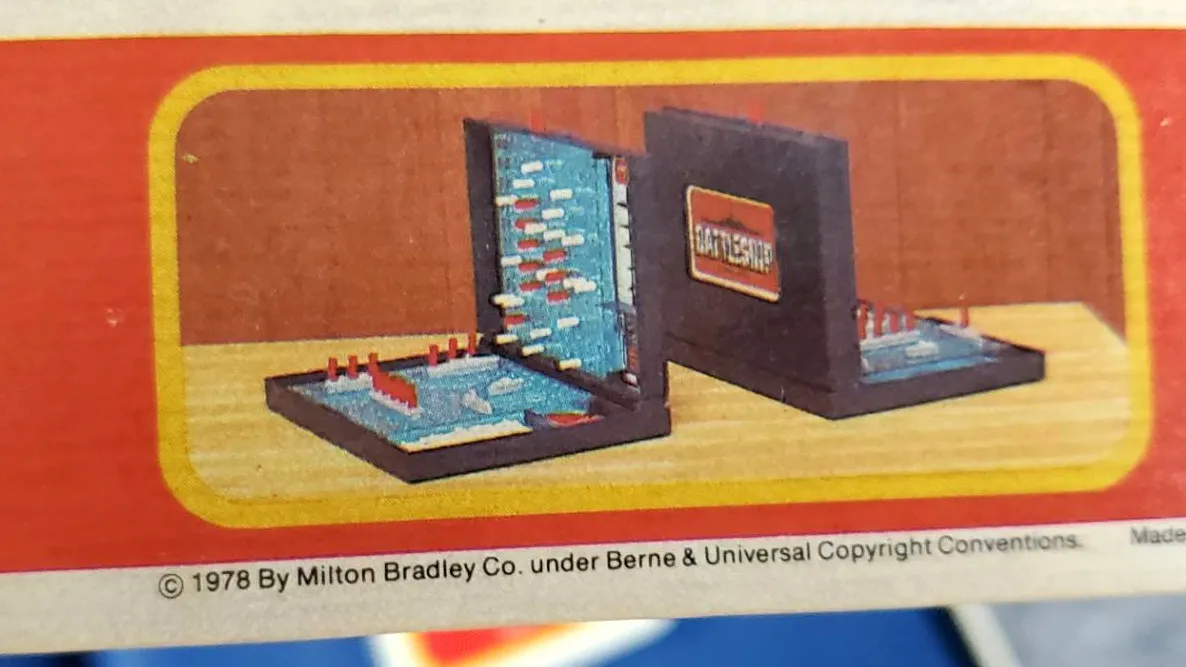 BATTLESHIP
© 1978 By Milton Bradley Co. under Berne & Universal Copyright Conventions. Made